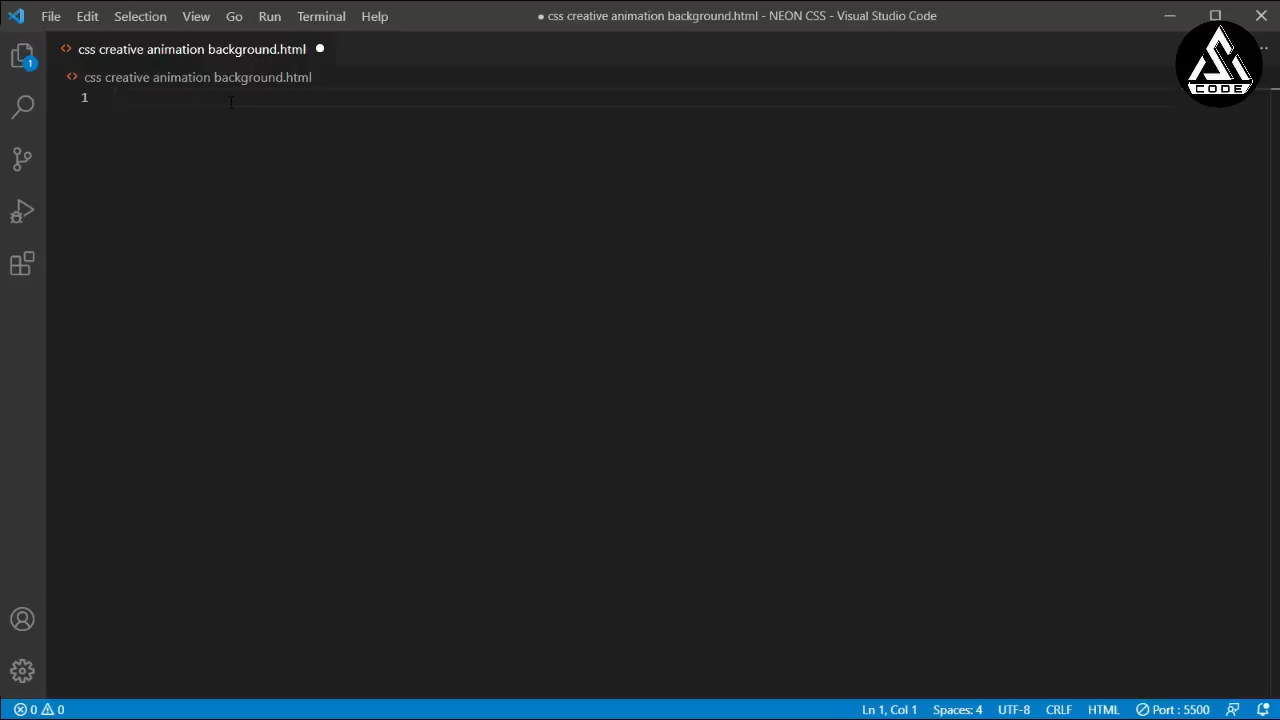 File Edit Selection View Go Run Terminal Help
● css creative animation background.html - NEON CSS - Visual Studio Code
css creative animation background.html ●
css creative animation background.html
1
1
CODE
0 0
Ln 1, Col 1 Spaces: 4 UTF-8 CRLF HTML Port : 5500